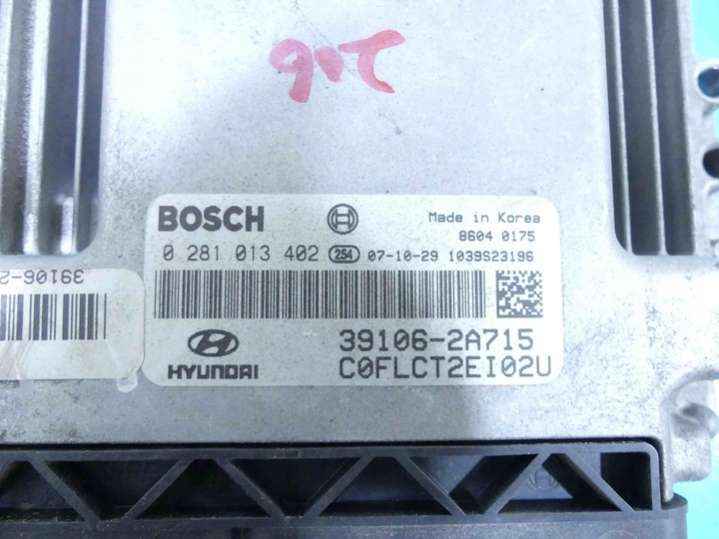 BOSCH
Made in Korea
8604 0175
0 281 013 402 254 07-10-29 1039S23196
39106-2
39106-2A715
HYUNDAI
C0FLCT2EI02U